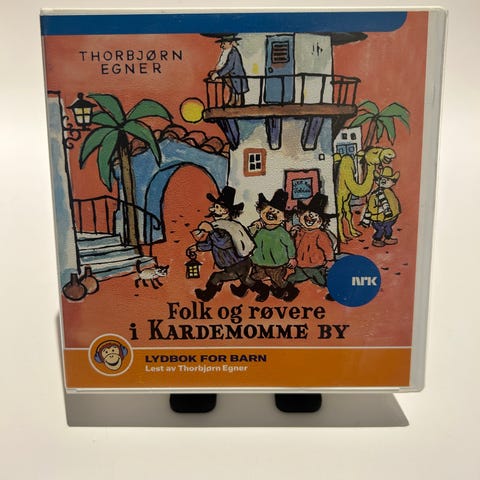 THORBJØRN
EGNER
nrk
Folk og røvere
i KARDEMOMME BY
LYDBOK FOR BARN
Lest av Thorbjørn Egner